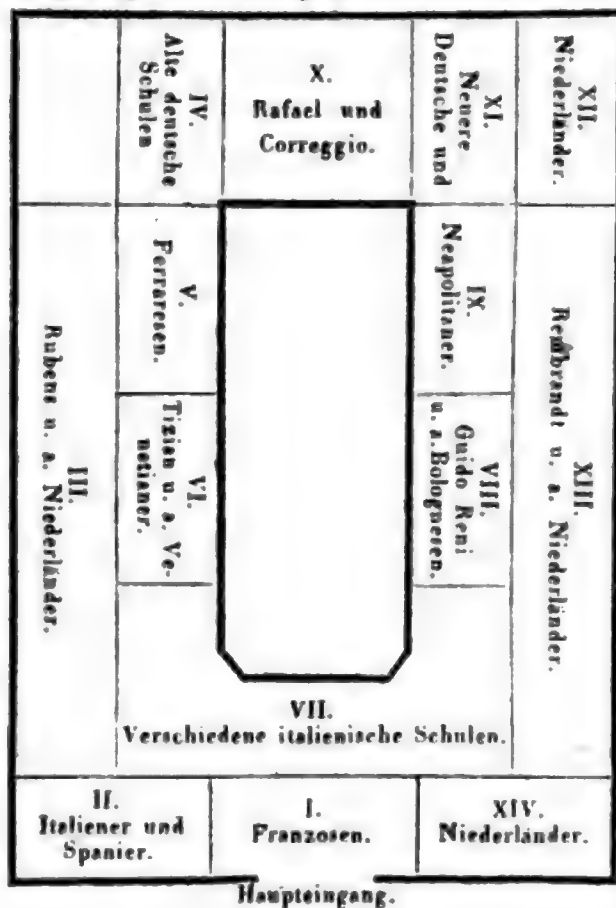 IV.
Alte deutsche
Schulen
X.
Rafael und
Correggio.
XI.
Neuere
Deutsche und
XII.
Niederländer.
III.
Rubens u. a. Niederländer.
V.
Ferraresen.
VI.
Tizian u. a. Ve-
netianer.
IX.
Neapolitaner.
VIII.
Guido Reni
u. a. Bolognesen.
XIII.
Rembrandt u. a. Niederländer.
VII.
Verschiedene italienische Schulen.
II.
Italiener und
Spanier.
I.
Franzosen.
XIV.
Niederländer.
Haupteingang.